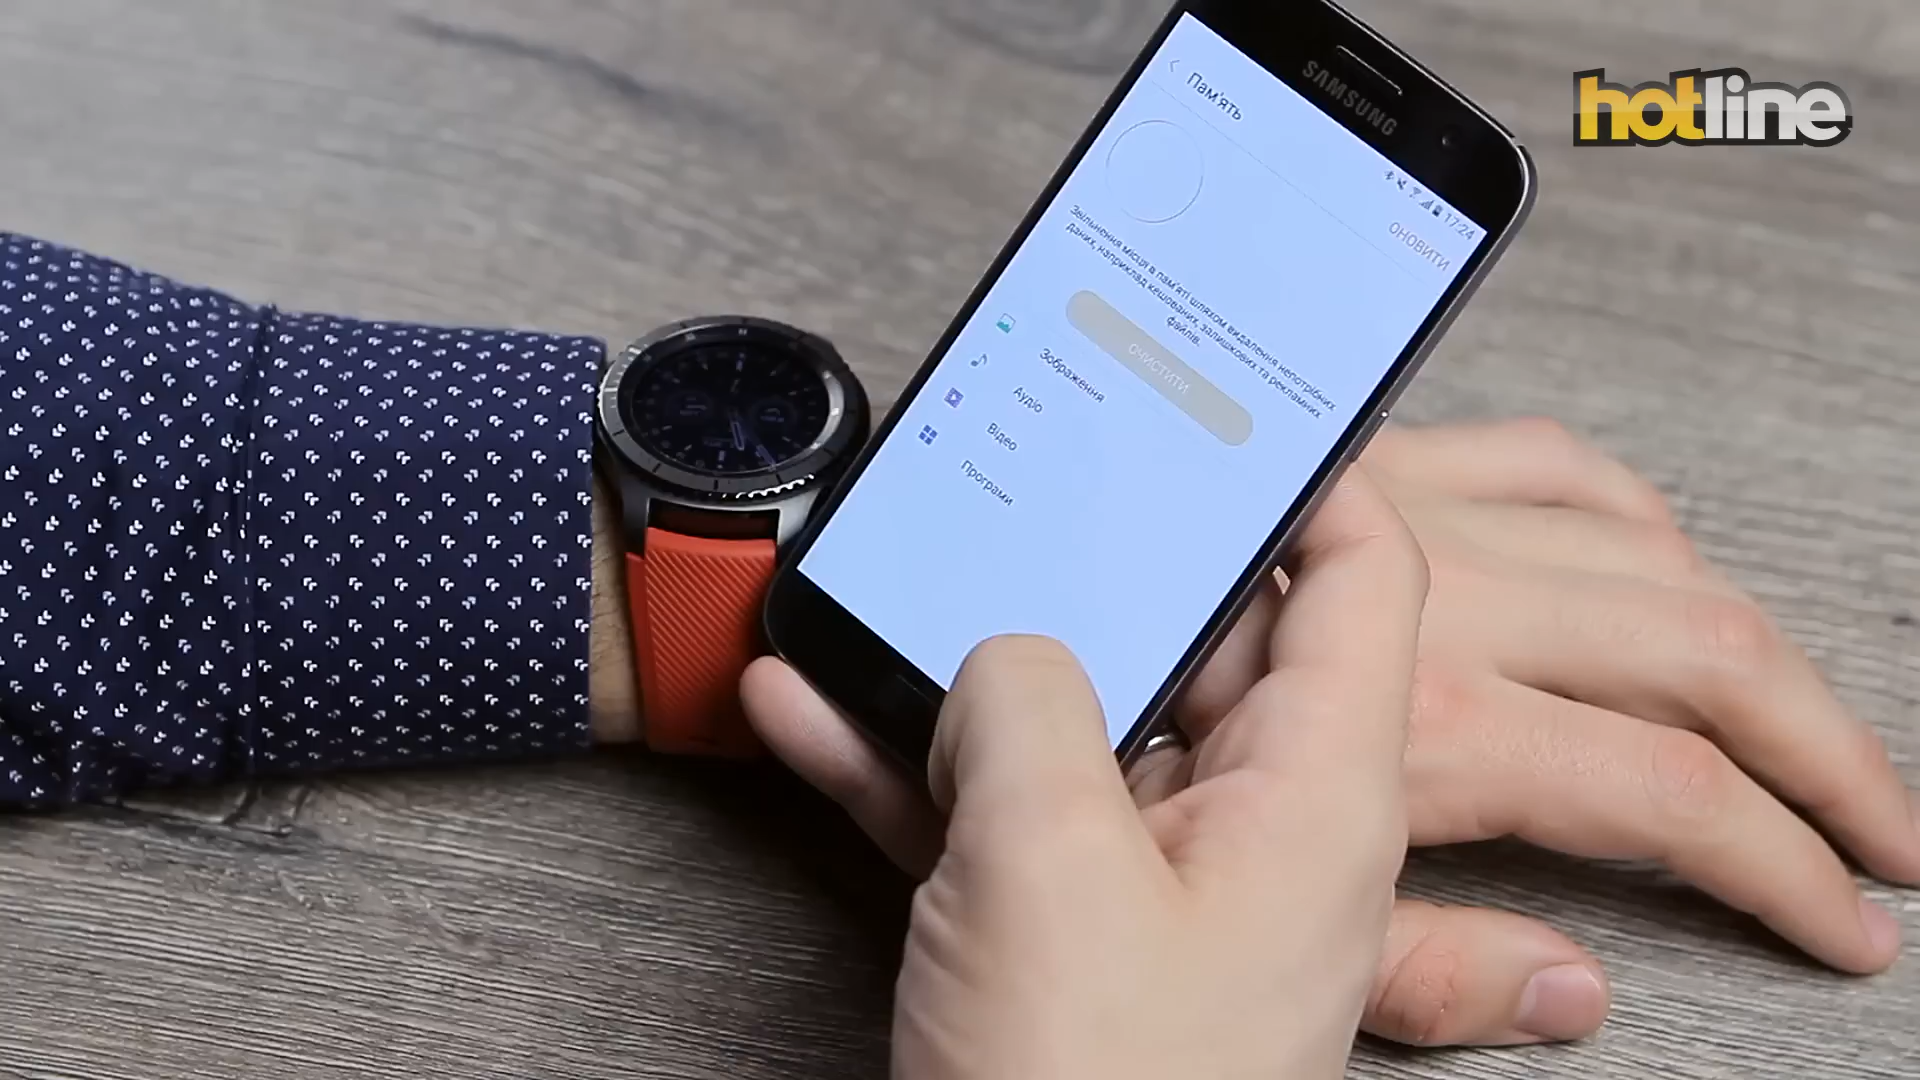 hotline
SAMSUNG
17:24
Пам'ять
ОНОВИТИ
Звільнення місця в пам'яті шляхом видалення непотрібних
даних, наприклад кешованих, залишкових та рекламних
файлів.
ОЧИСТИТИ
Зображення
Аудіо
Відео
Програми